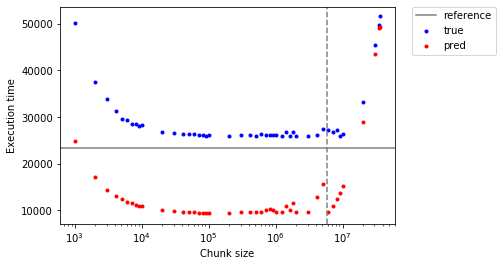 reference
true
pred
50000
40000
30000
20000
10000
Execution time
10³
10⁴
10⁵
10⁶
10⁷
Chunk size